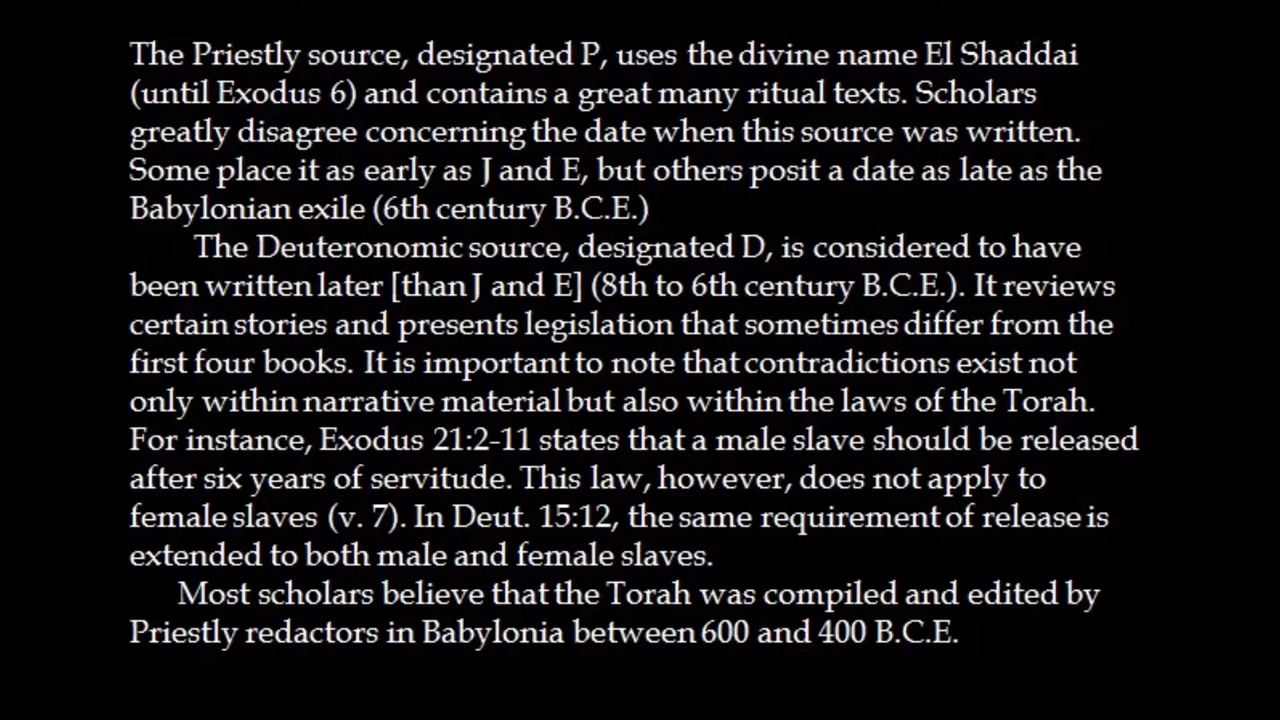 The Priestly source, designated P, uses the divine name El Shaddai
(until Exodus 6) and contains a great many ritual texts. Scholars
greatly disagree concerning the date when this source was written.
Some place it as early as J and E, but others posit a date as late as the
Babylonian exile (6th century B.C.E.)
The Deuteronomic source, designated D, is considered to have
been written later [than J and E] (8th to 6th century B.C.E.). It reviews
certain stories and presents legislation that sometimes differ from the
first four books. It is important to note that contradictions exist not
only within narrative material but also within the laws of the Torah.
For instance, Exodus 21:2-11 states that a male slave should be released
after six years of servitude. This law, however, does not apply to
female slaves (v. 7). In Deut. 15:12, the same requirement of release is
extended to both male and female slaves.
Most scholars believe that the Torah was compiled and edited by
Priestly redactors in Babylonia between 600 and 400 B.C.E.